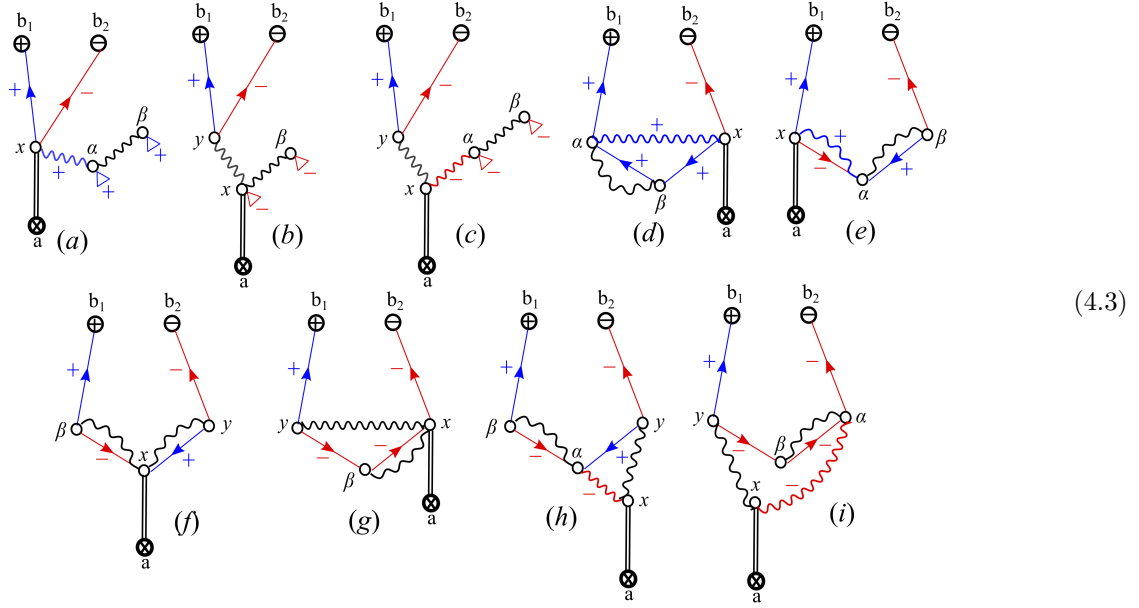 b₁ b₂ b₁ b₂ b₁ b₂ b₁ b₂ b₁ b₂
+ − + − + − + − + −
+ − + − + − + + −
x α β y β y β α x x β
+ + + − − − − + + + − +
x x β α
a (a) a (b) a (c) (d) a a (e)
(4.3)
b₁ b₂ b₁ b₂ b₁ b₂ b₁ b₂
+ − + − + − + −
+ − + − + − + −
β y y x β y y α
− x + − β − − α + − β −
− x x −
(f) a (g) a (h) (i)
a a